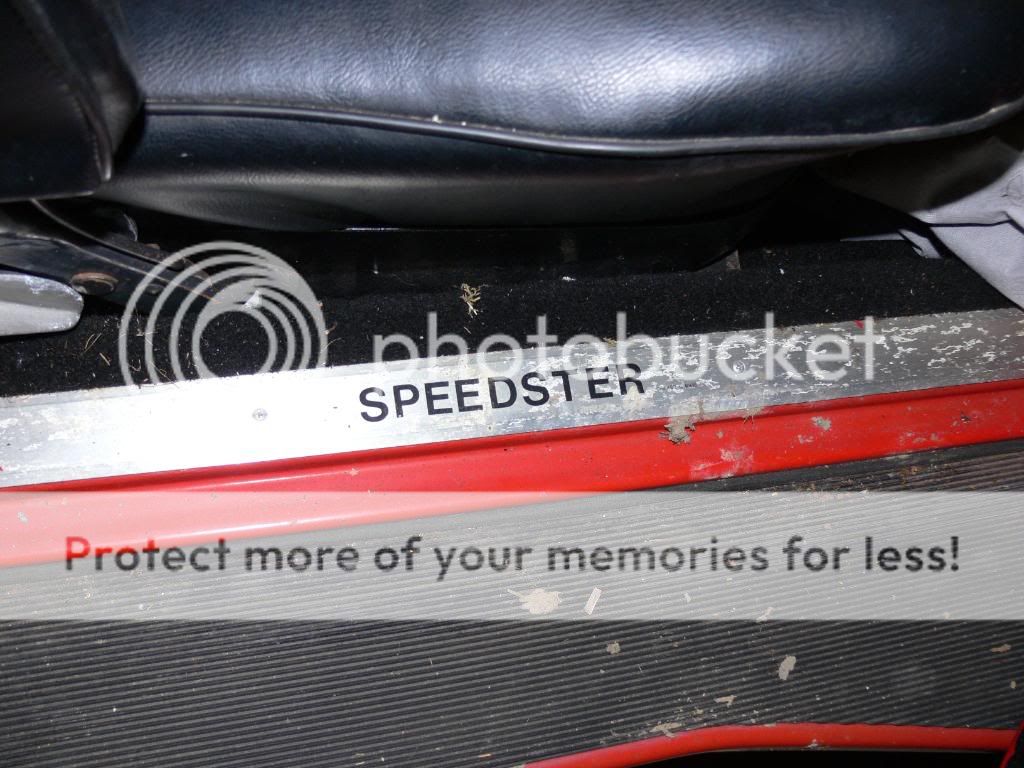 photobucket
SPEEDSTER
Protect more of your memories for less!